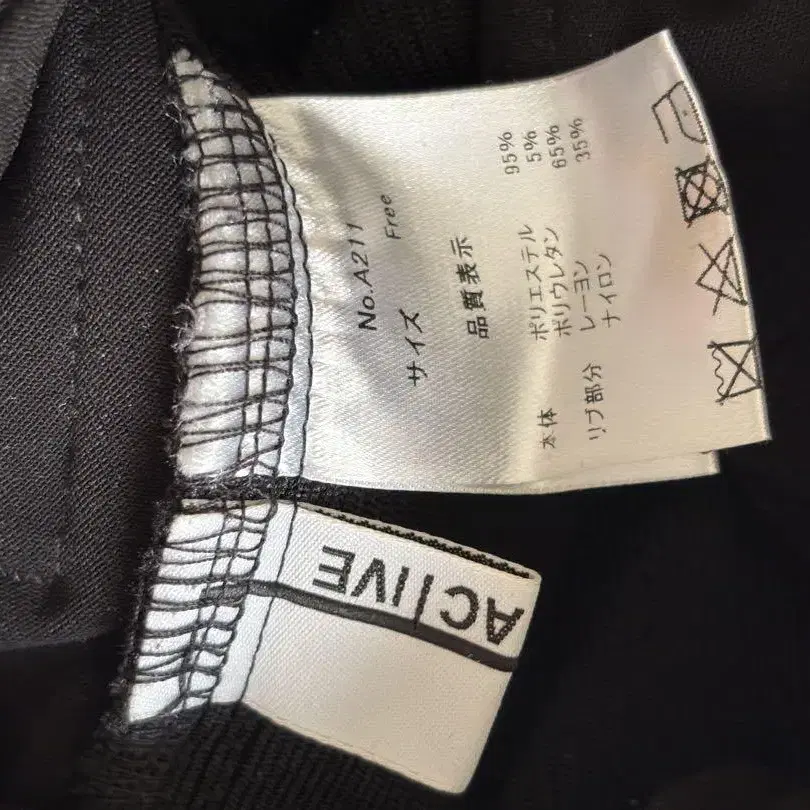 No.A211
サイズ Free
品質表示
本体 ポリエステル 95%
ポリウレタン 5%
リブ部分 レーヨン 65%
ナイロン 35%
AC/IVE